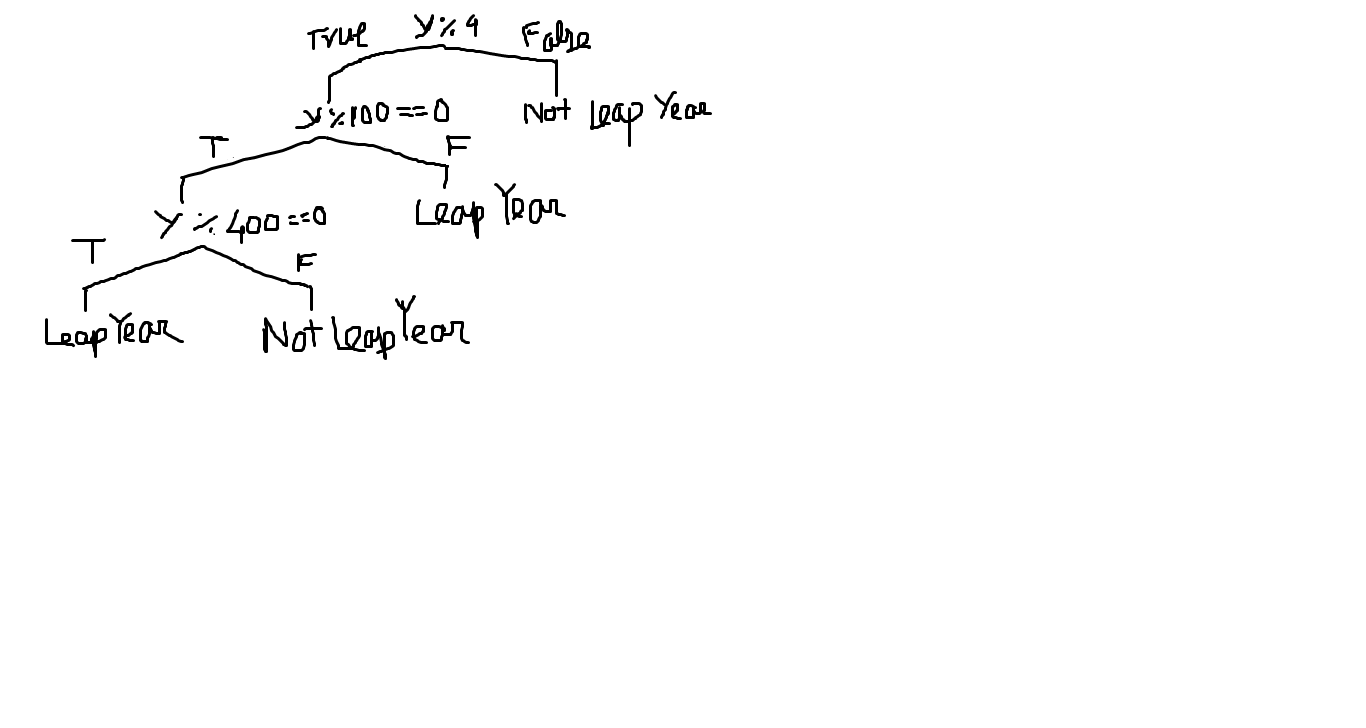 True Y%4 False
Y%100==0 Not Leap Year
T F
Y%400==0 Leap Year
T F
Leap Year Not Leap Year